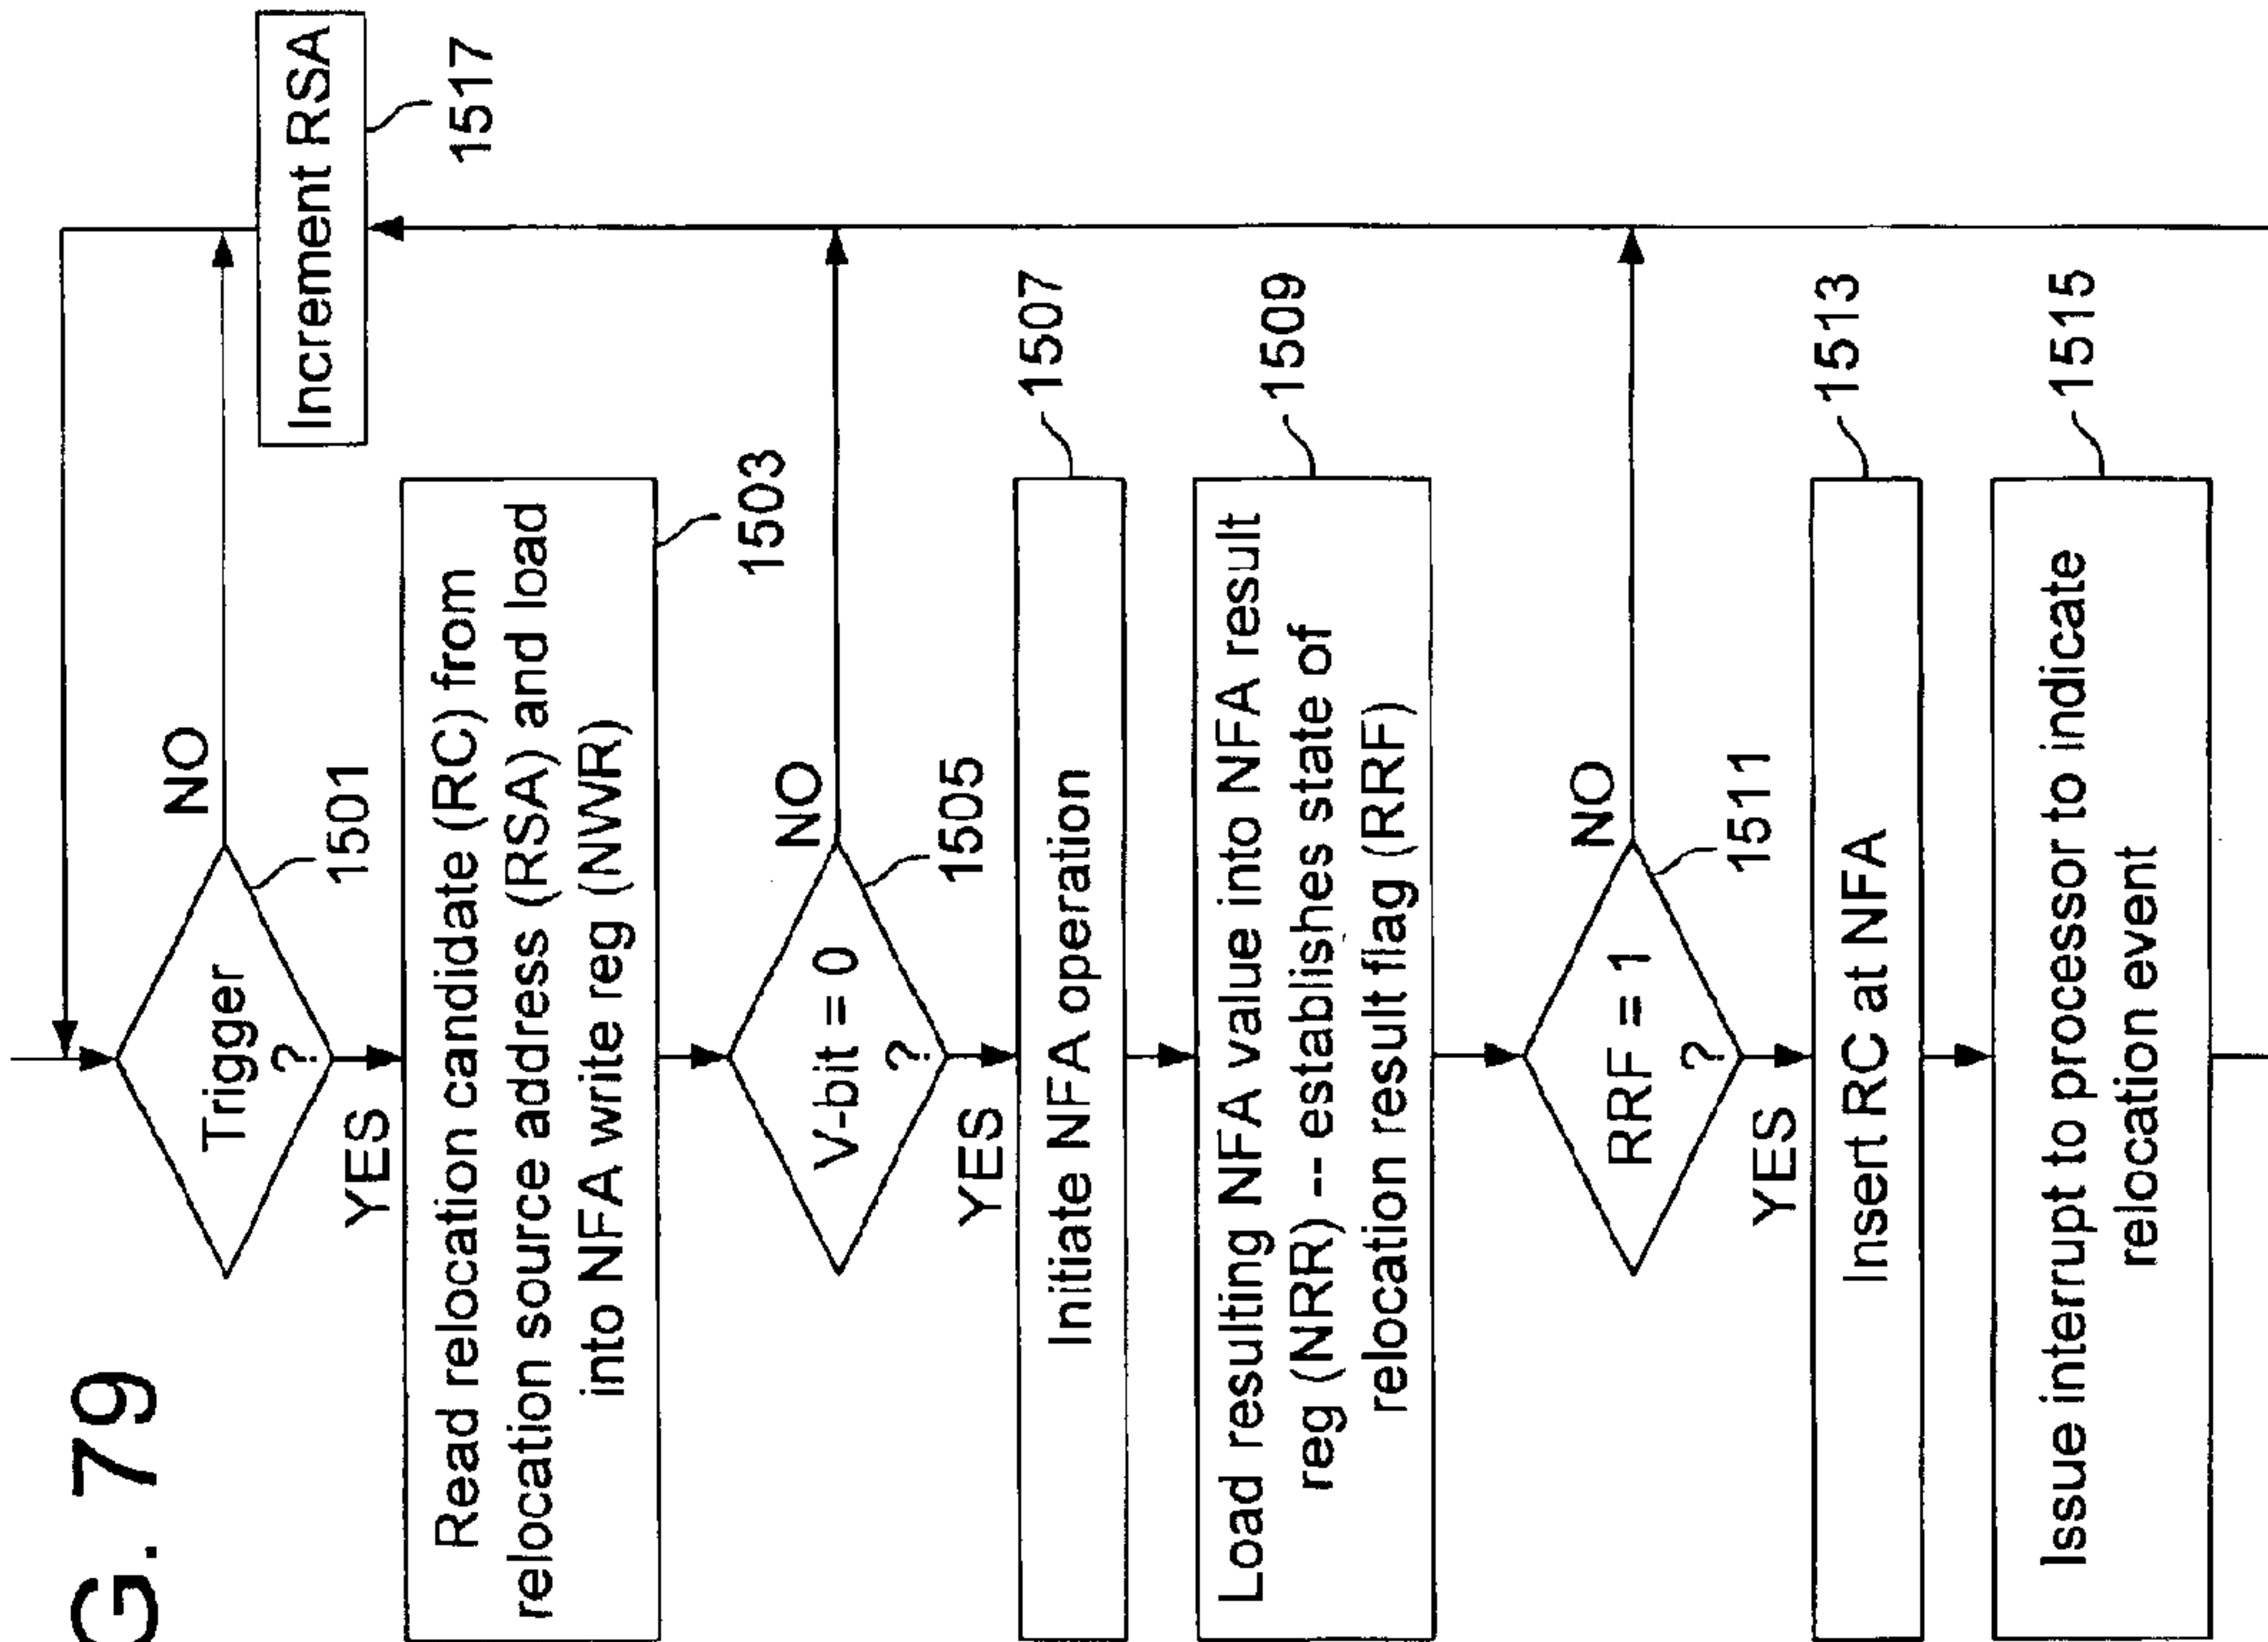 G. 79
Increment RSA
1517
Trigger
?
NO
1501
YES
Read relocation candidate (RC) from
relocation source address (RSA) and load
into NFA write reg (NWR)
1503
V-bit = 0
?
NO
1505
YES
Initiate NFA operation
1507
Load resulting NFA value into NFA result
reg (NRR) -- establishes state of
relocation result flag (RRF)
1509
RRF = 1
?
NO
1511
YES
Insert RC at NFA
1513
Issue interrupt to processor to indicate
relocation event
1515